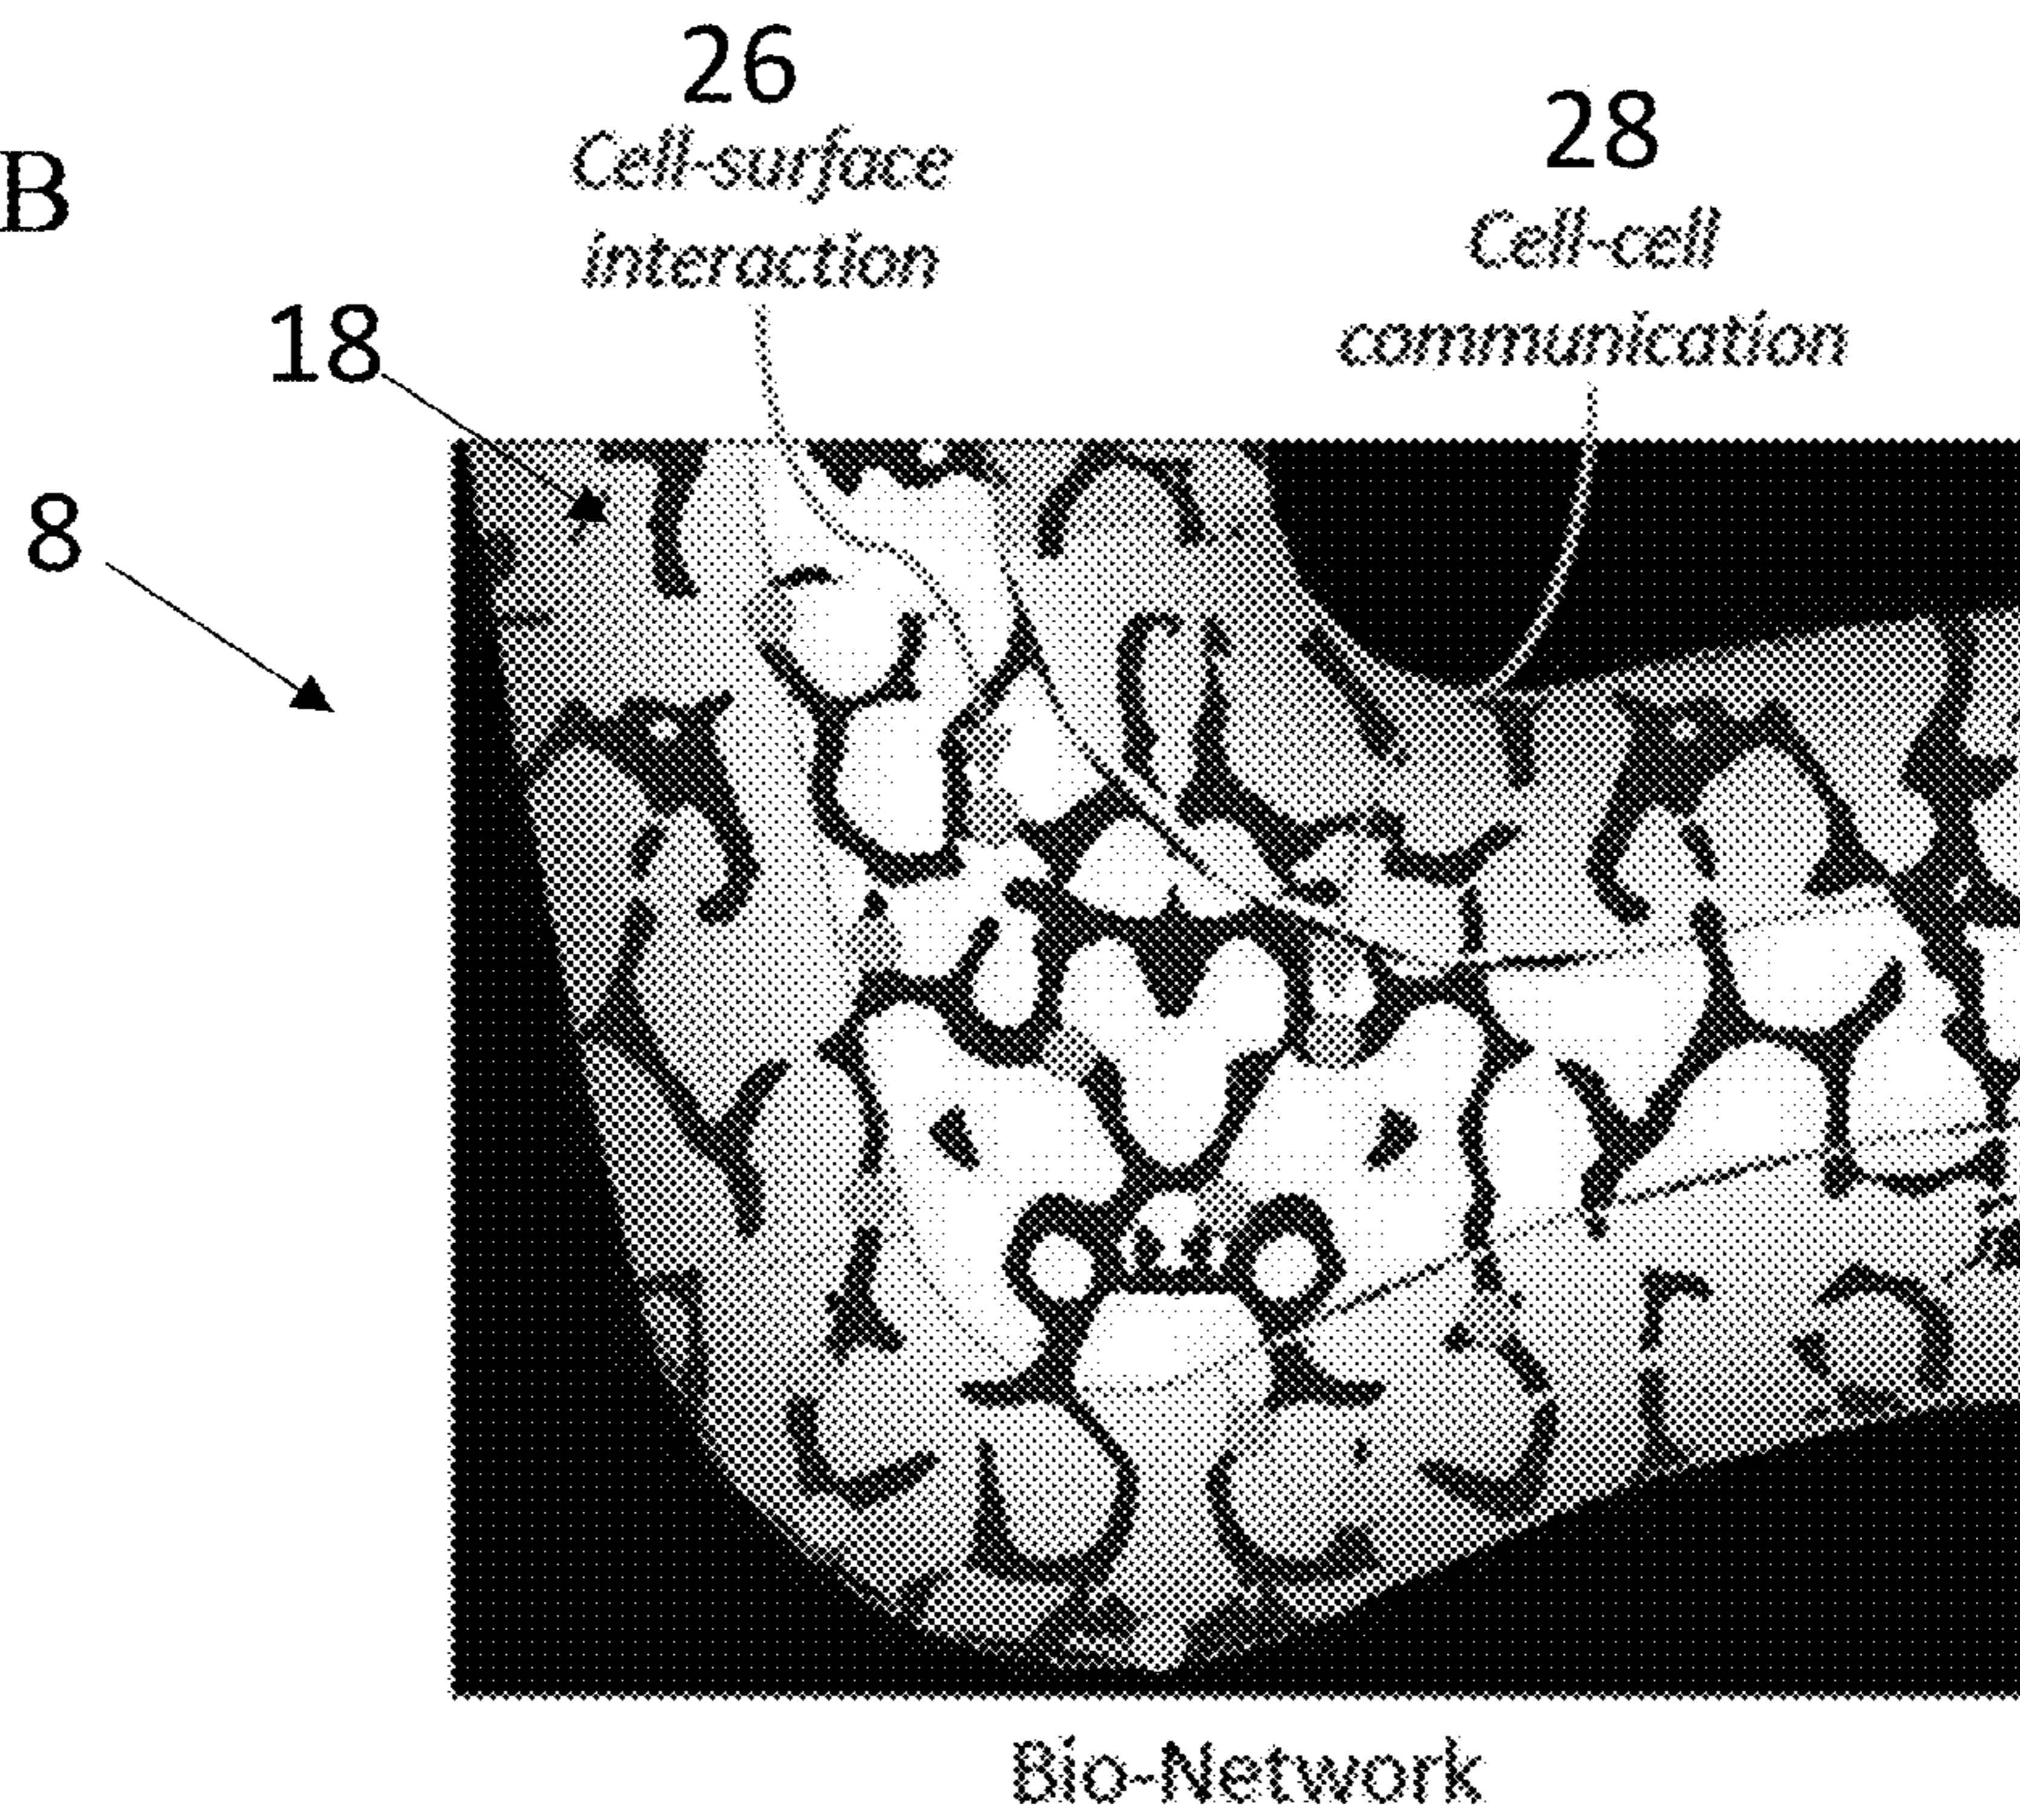 26
Cell-surface
interaction
28
Cell-cell
communication
B
18
8
Bio-Network